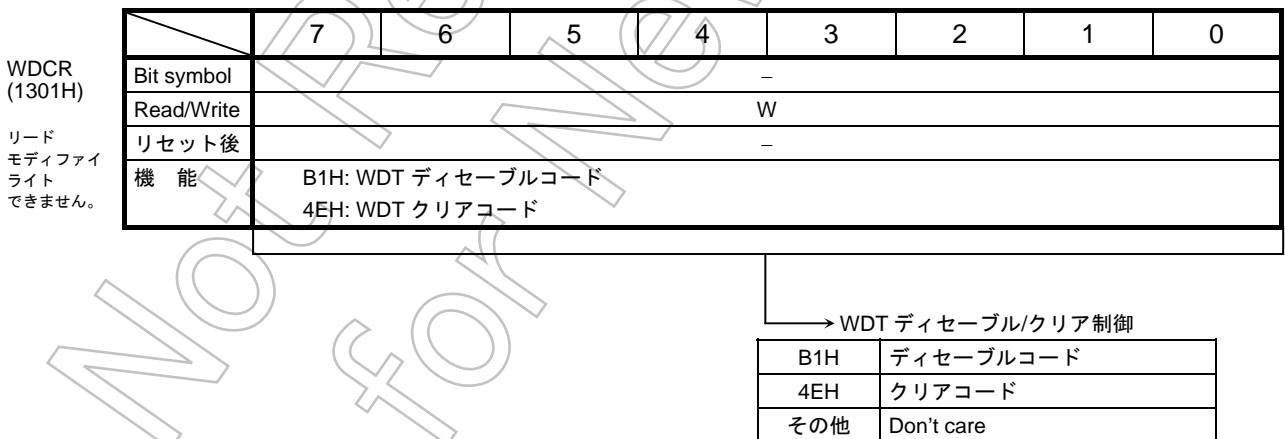 7 6 5 4 3 2 1 0
WDCR
(1301H)
リード
モディファイ
ライト
できません。
Bit symbol –
Read/Write W
リセット後 –
機 能 B1H: WDT ディセーブルコード
4EH: WDT クリアコード
WDT ディセーブル/クリア制御
B1H ディセーブルコード
4EH クリアコード
その他 Don't care